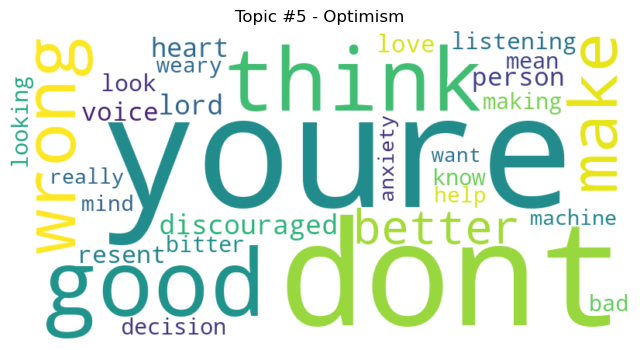 Topic #5 - Optimism
heart think love listening
weary mean
wrong look person make
looking voice lord making
youre anxiety want
really know
mind help
discouraged better machine
resent bitter
good dont bad
decision